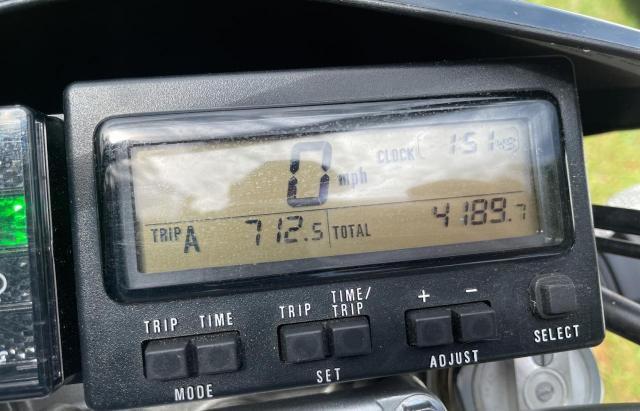 CLOCK 1:51 49
0 mph
TRIP A 712.5 TOTAL 4189.7
TRIP TIME TRIP TIME/TRIP + -
MODE SET ADJUST SELECT